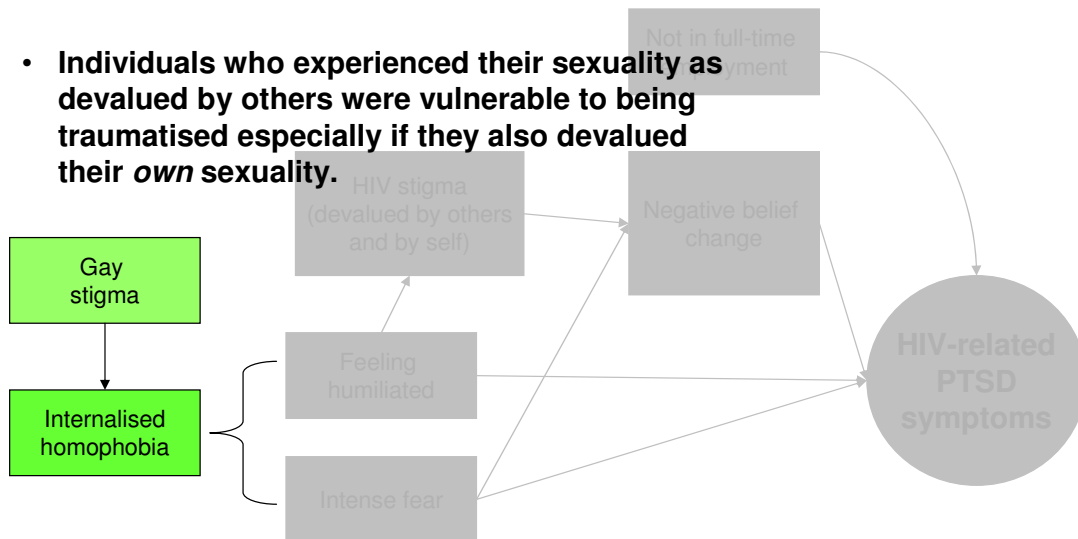 • Individuals who experienced their sexuality as
devalued by others were vulnerable to being
traumatised especially if they also devalued
their own sexuality.
Not in full-time
employment
HIV stigma
(devalued by others
and by self)
Negative belief
change
Gay
stigma
Feeling
humiliated
HIV-related
PTSD
symptoms
Internalised
homophobia
Intense fear